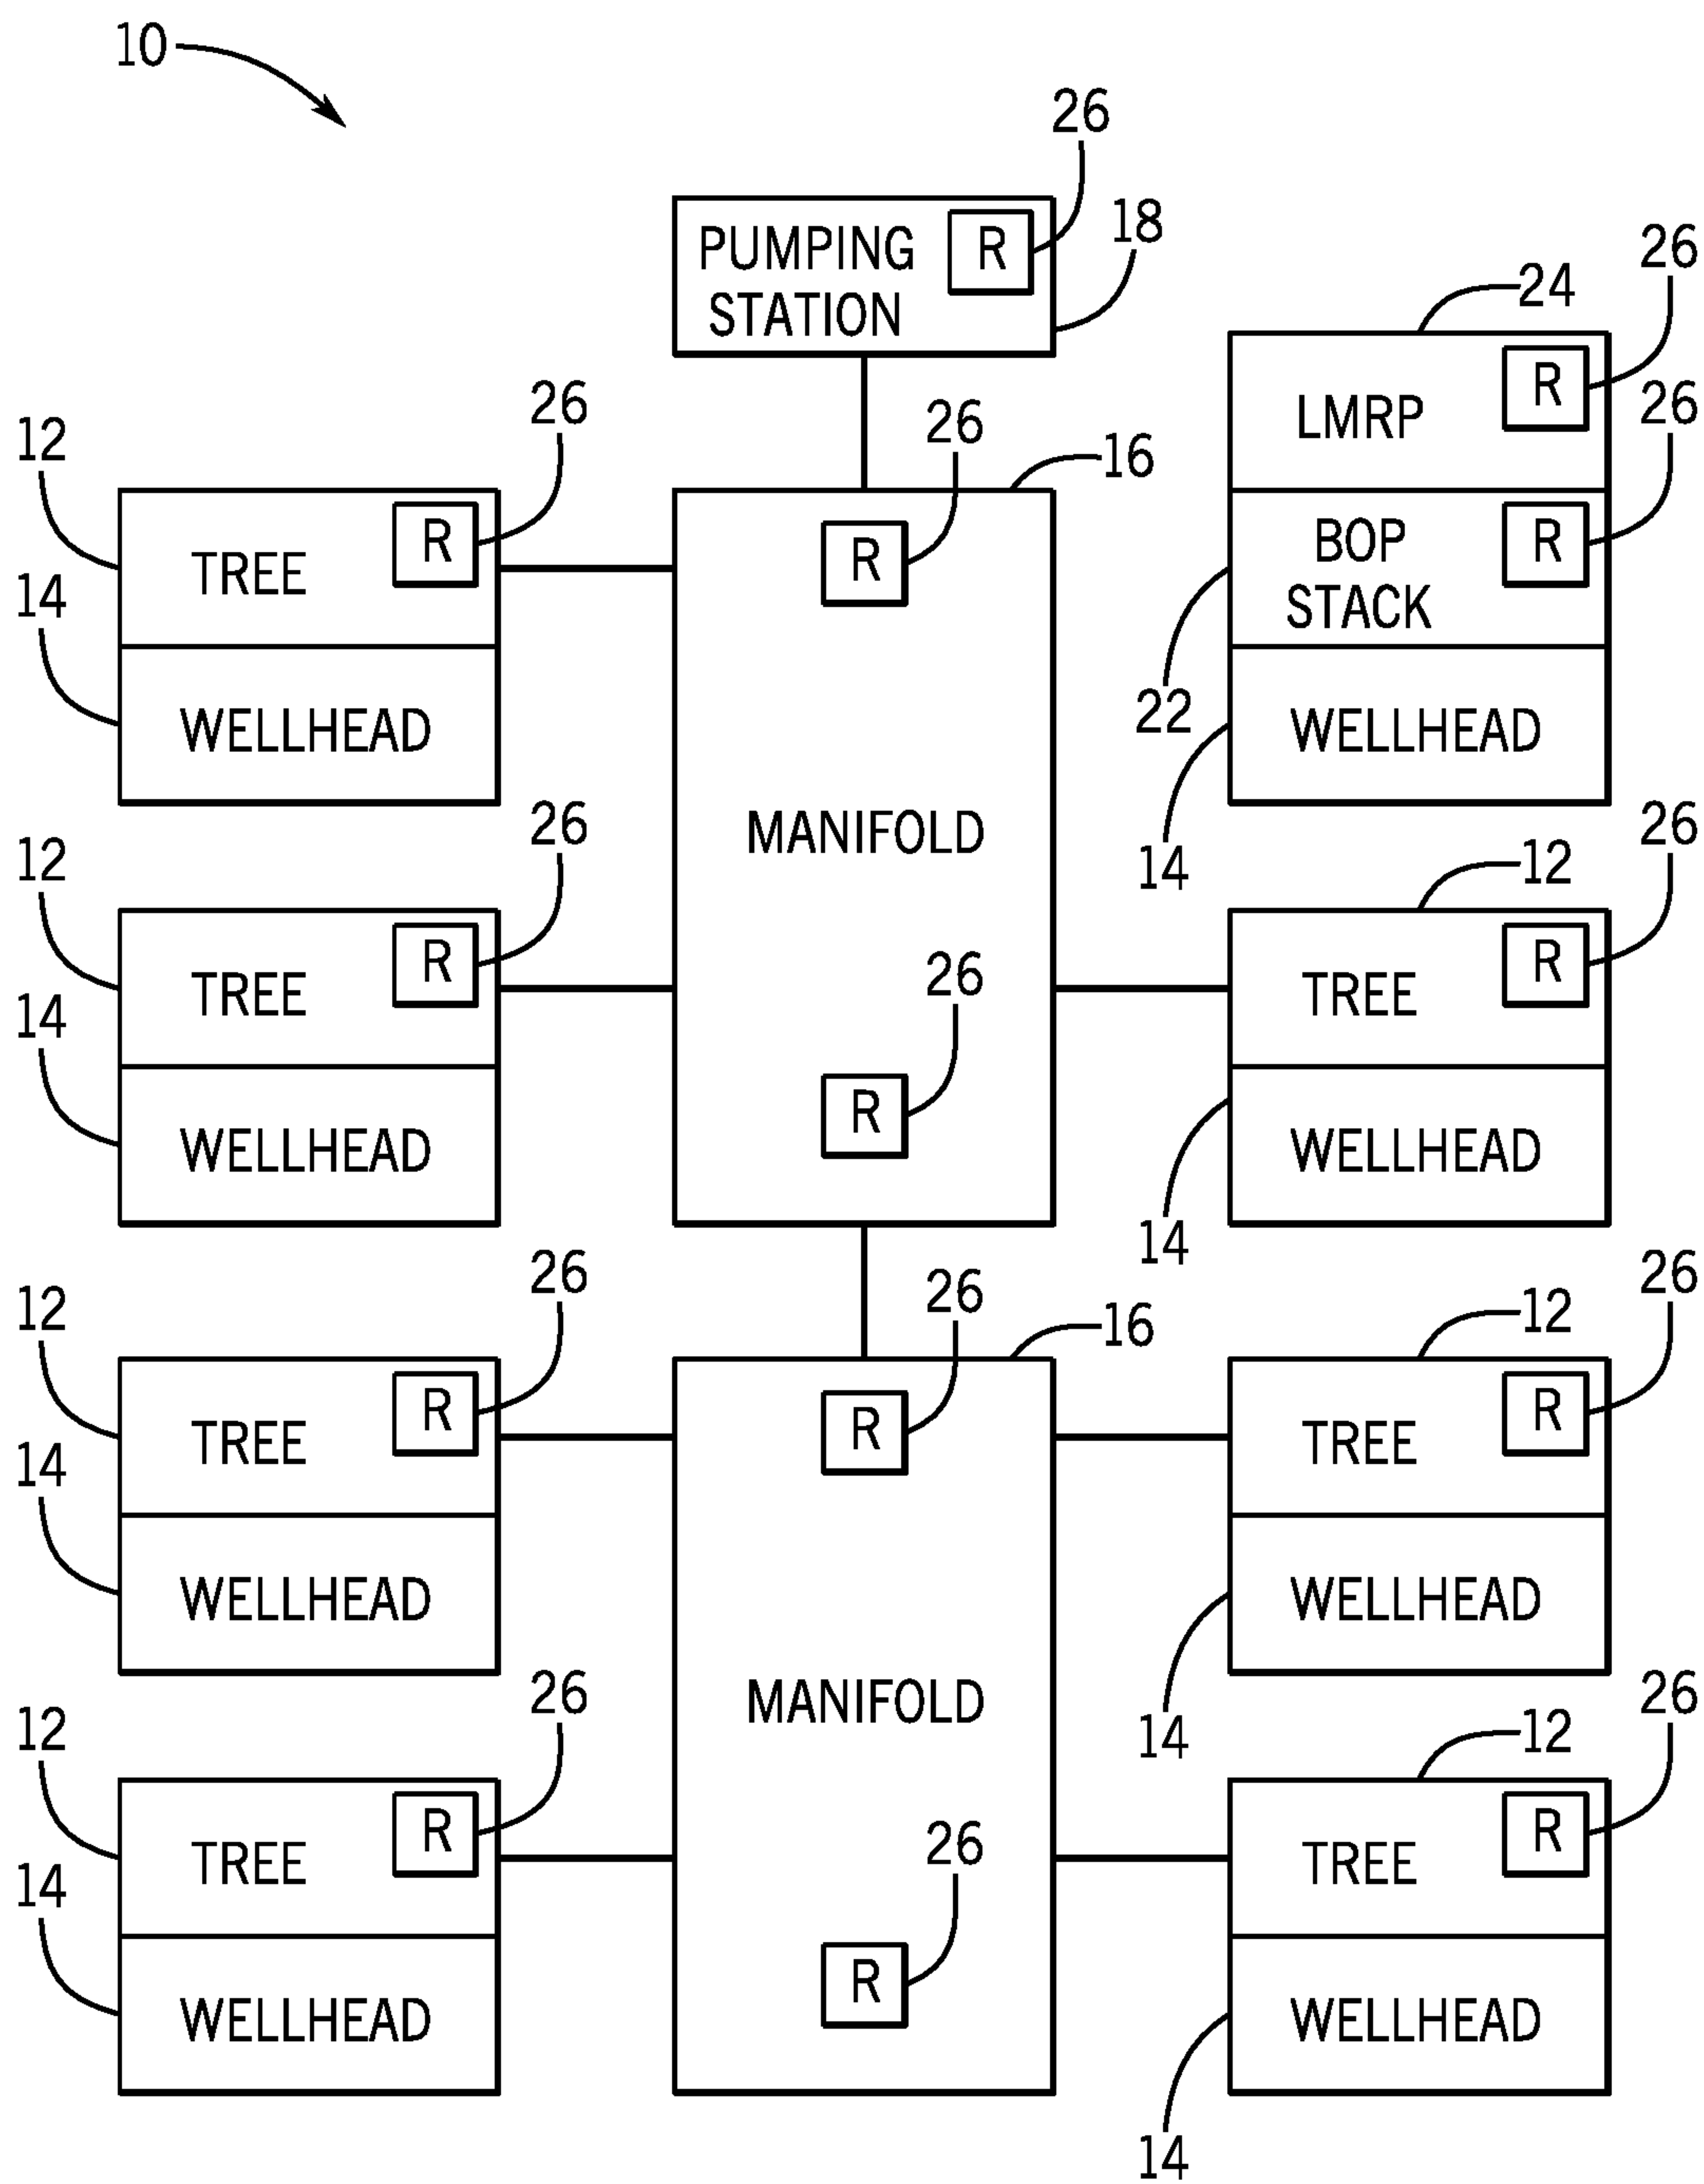 10
26
PUMPING
STATION
R
18
26
24
LMRP
R
26
12
26
TREE
R
14
WELLHEAD
26
16
R
MANIFOLD
26
R
BOP
STACK
R
22
WELLHEAD
14
12
26
TREE
R
14
WELLHEAD
12
26
TREE
R
WELLHEAD
14
12
26
TREE
R
14
WELLHEAD
26
16
R
MANIFOLD
26
R
12
26
TREE
R
WELLHEAD
14
12
26
TREE
R
14
WELLHEAD
12
26
TREE
R
WELLHEAD
14